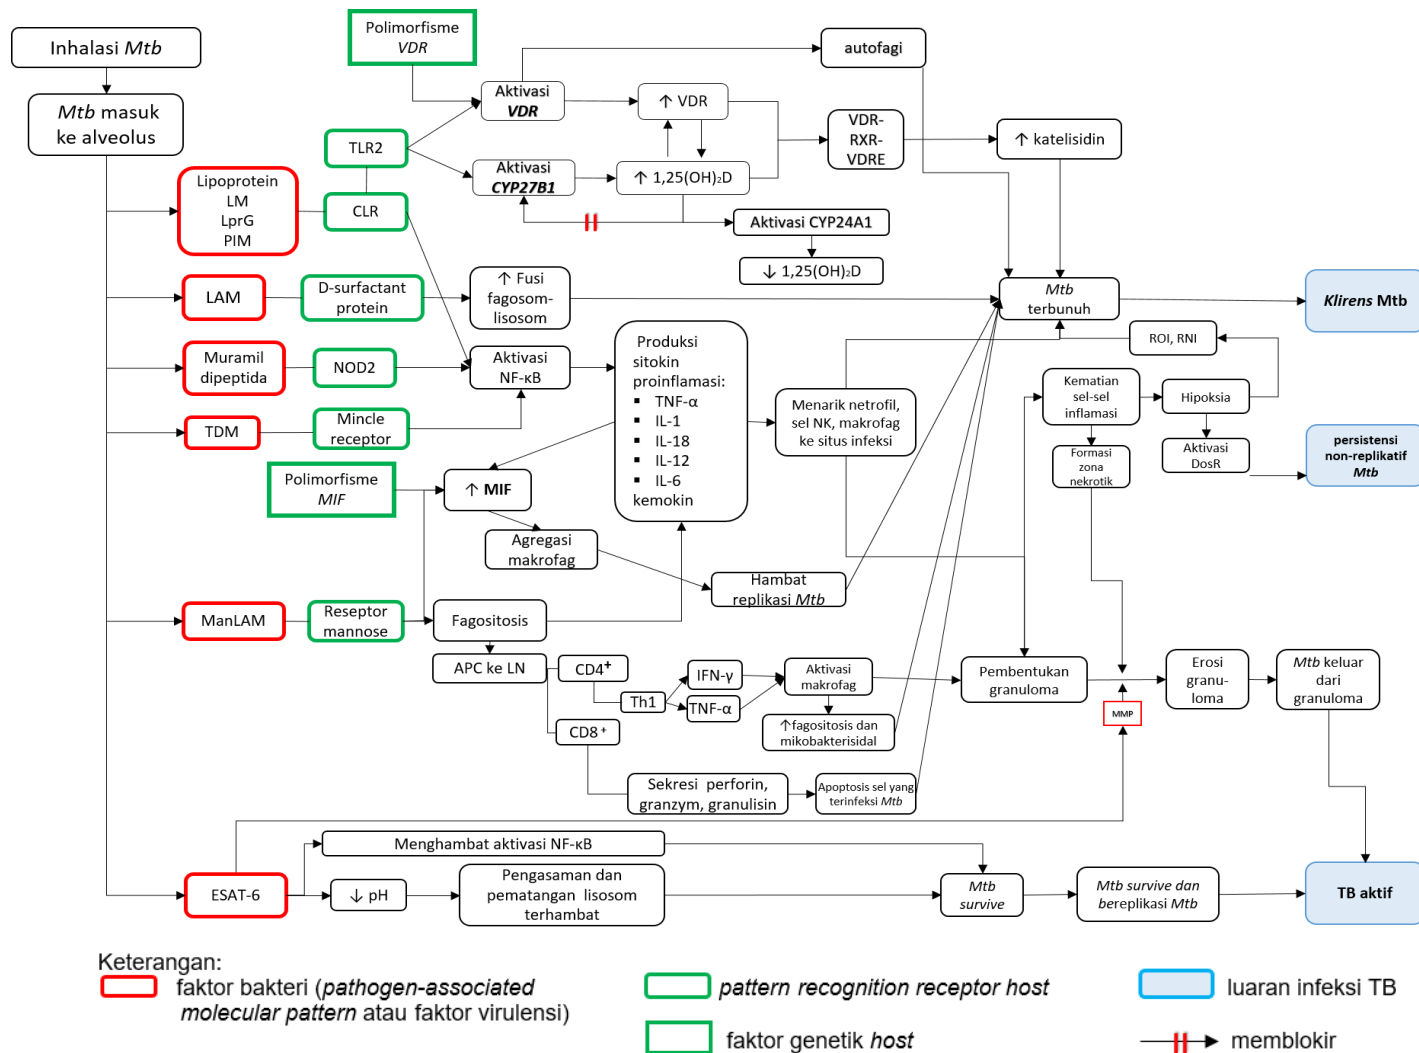 Inhalasi Mtb
Mtb masuk
ke alveolus
Polimorfisme
VDR
autofagi
Aktivasi
VDR
↑ VDR
VDR-
RXR-
VDRE
↑ katelisidin
TLR2
Aktivasi
CYP27B1
↑ 1,25(OH)₂D
Lipoprotein
LM
LprG
PIM
CLR
Aktivasi CYP24A1
↓ 1,25(OH)₂D
LAM
D-surfactant
protein
↑ Fusi
fagosom-
lisosom
Mtb
terbunuh
Klirens Mtb
Muramil
dipeptida
NOD2
Aktivasi
NF-κB
Produksi
sitokin
proinflamasi:
▪ TNF-α
▪ IL-1
▪ IL-18
▪ IL-12
▪ IL-6
kemokin
ROI, RNI
Menarik netrofil,
sel NK, makrofag
ke situs infeksi
Kematian
sel-sel
inflamasi
Hipoksia
TDM
Mincle
receptor
Formasi
zona
nekrotik
Aktivasi
DosR
persistensi
non-replikatif
Mtb
Polimorfisme
MIF
↑ MIF
Agregasi
makrofag
Hambat
replikasi Mtb
ManLAM
Reseptor
mannose
Fagositosis
APC ke LN
CD4⁺
Th1
IFN-γ
TNF-α
Aktivasi
makrofag
↑fagositosis dan
mikobakterisidal
Pembentukan
granuloma
MMP
Erosi
granu-
loma
Mtb keluar
dari
granuloma
CD8⁺
Sekresi perforin,
granzym, granulisin
Apoptosis sel yang
terinfeksi Mtb
Menghambat aktivasi NF-κB
ESAT-6
↓ pH
Pengasaman dan
pematangan lisosom
terhambat
Mtb
survive
Mtb survive dan
bereplikasi Mtb
TB aktif
Keterangan:
faktor bakteri (pathogen-associated
molecular pattern atau faktor virulensi)
pattern recognition receptor host
luaran infeksi TB
faktor genetik host
memblokir